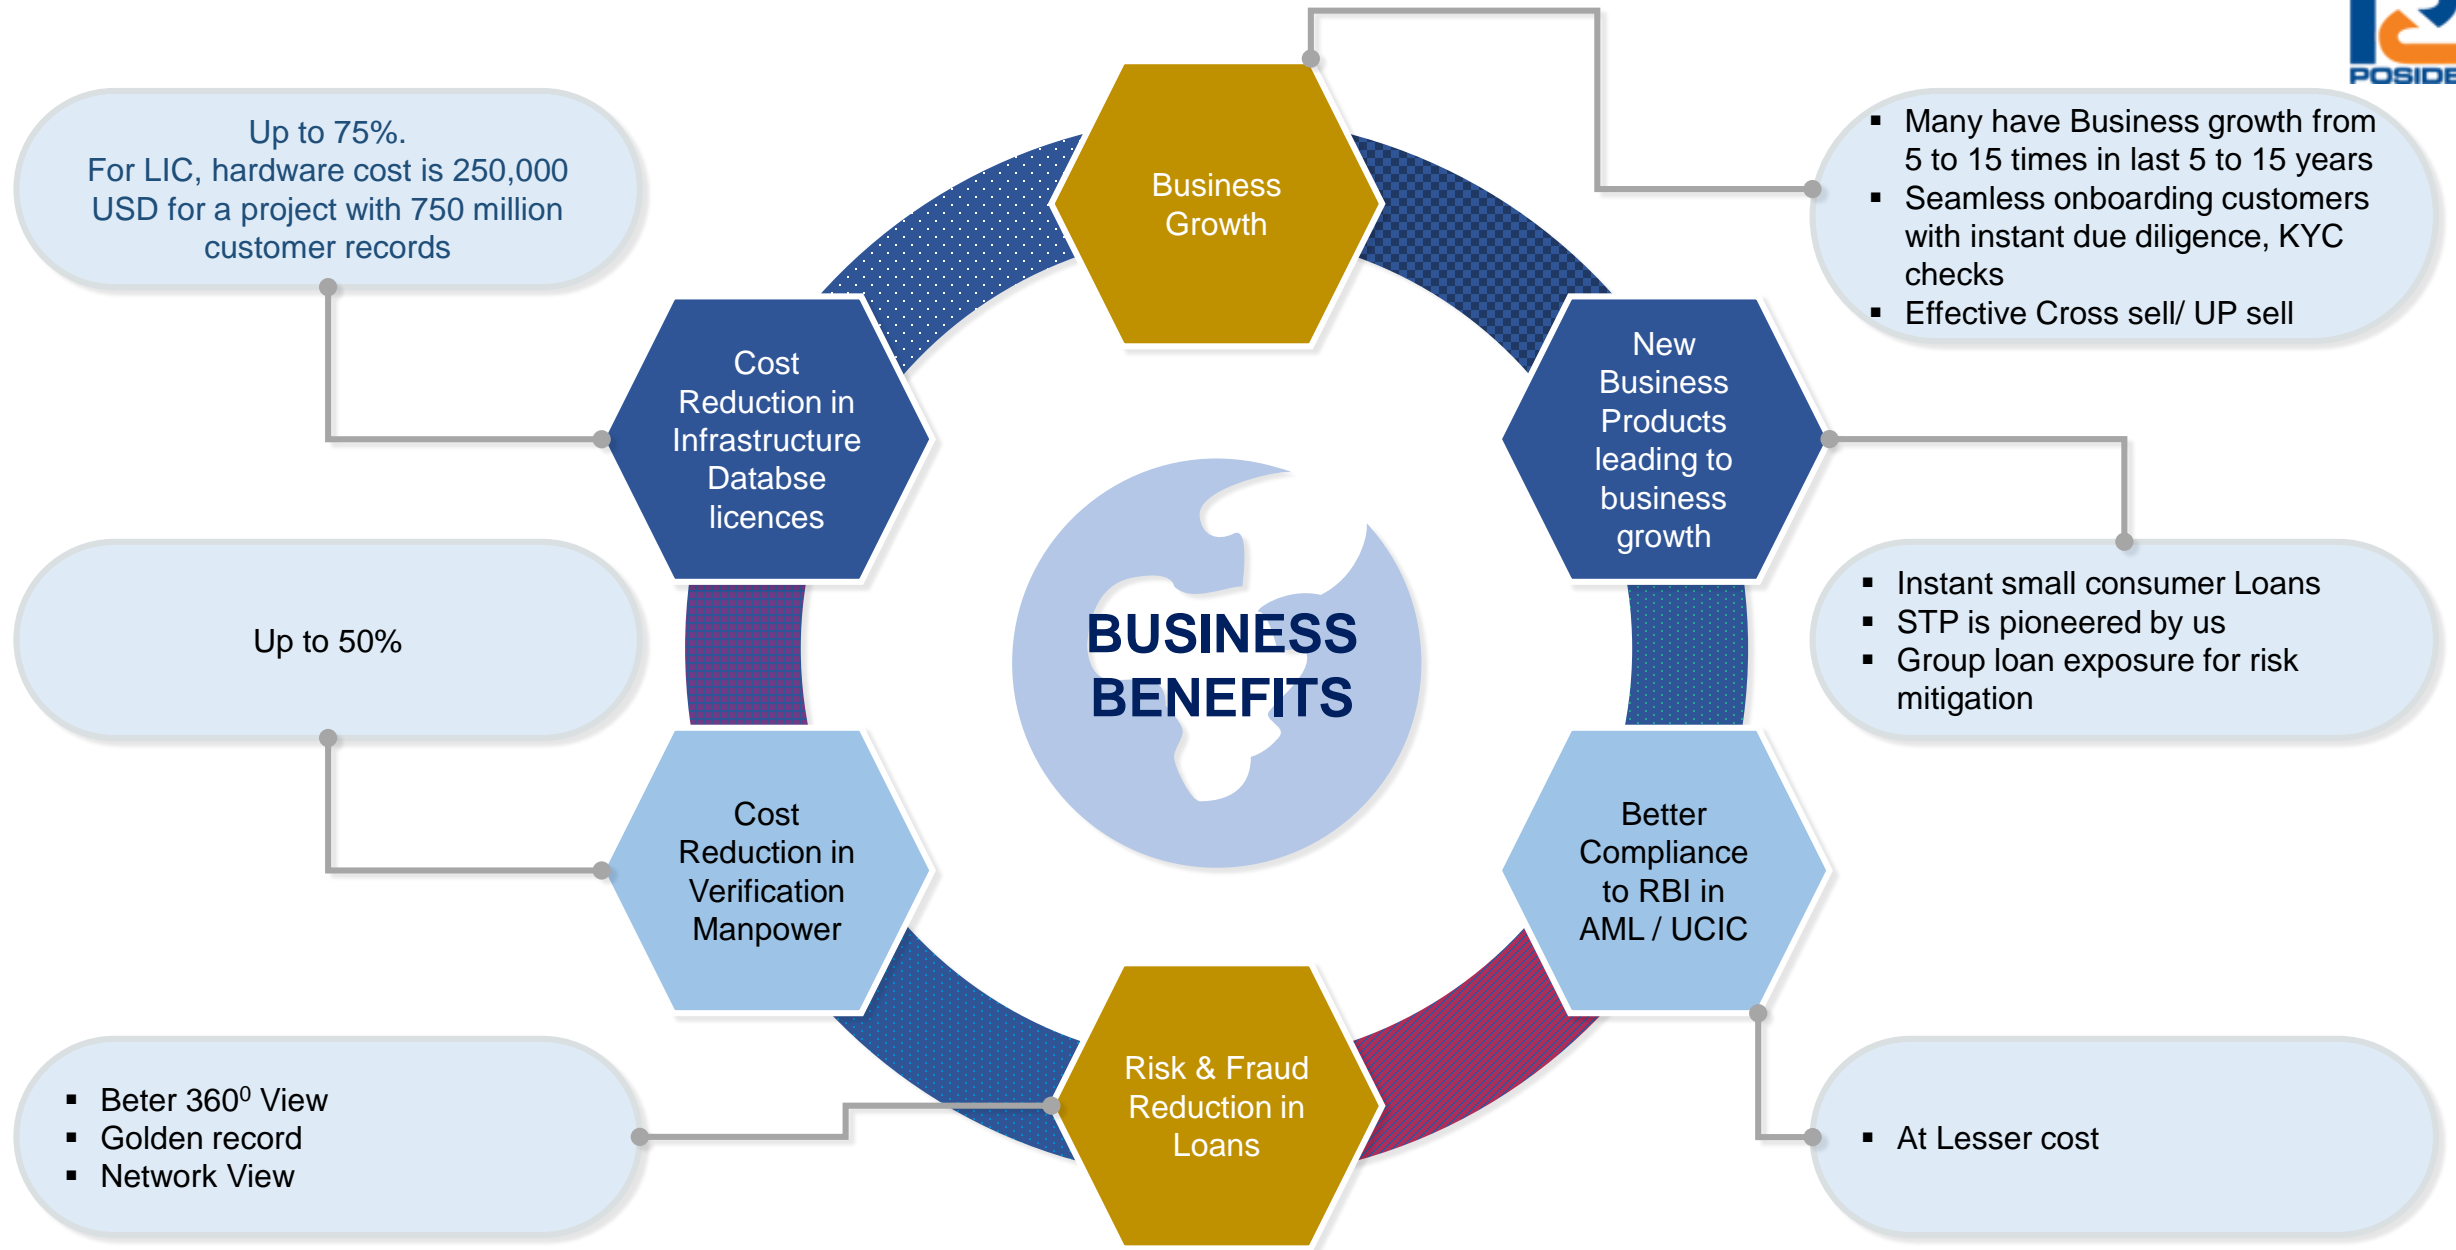 POSIDE
Up to 75%.
For LIC, hardware cost is 250,000
USD for a project with 750 million
customer records
Business
Growth
▪ Many have Business growth from
5 to 15 times in last 5 to 15 years
▪ Seamless onboarding customers
with instant due diligence, KYC
checks
▪ Effective Cross sell/ UP sell
Cost
Reduction in
Infrastructure
Databse
licences
New
Business
Products
leading to
business
growth
Up to 50%
BUSINESS
BENEFITS
▪ Instant small consumer Loans
▪ STP is pioneered by us
▪ Group loan exposure for risk
mitigation
Cost
Reduction in
Verification
Manpower
Better
Compliance
to RBI in
AML / UCIC
▪ Beter 360⁰ View
▪ Golden record
▪ Network View
Risk & Fraud
Reduction in
Loans
▪ At Lesser cost